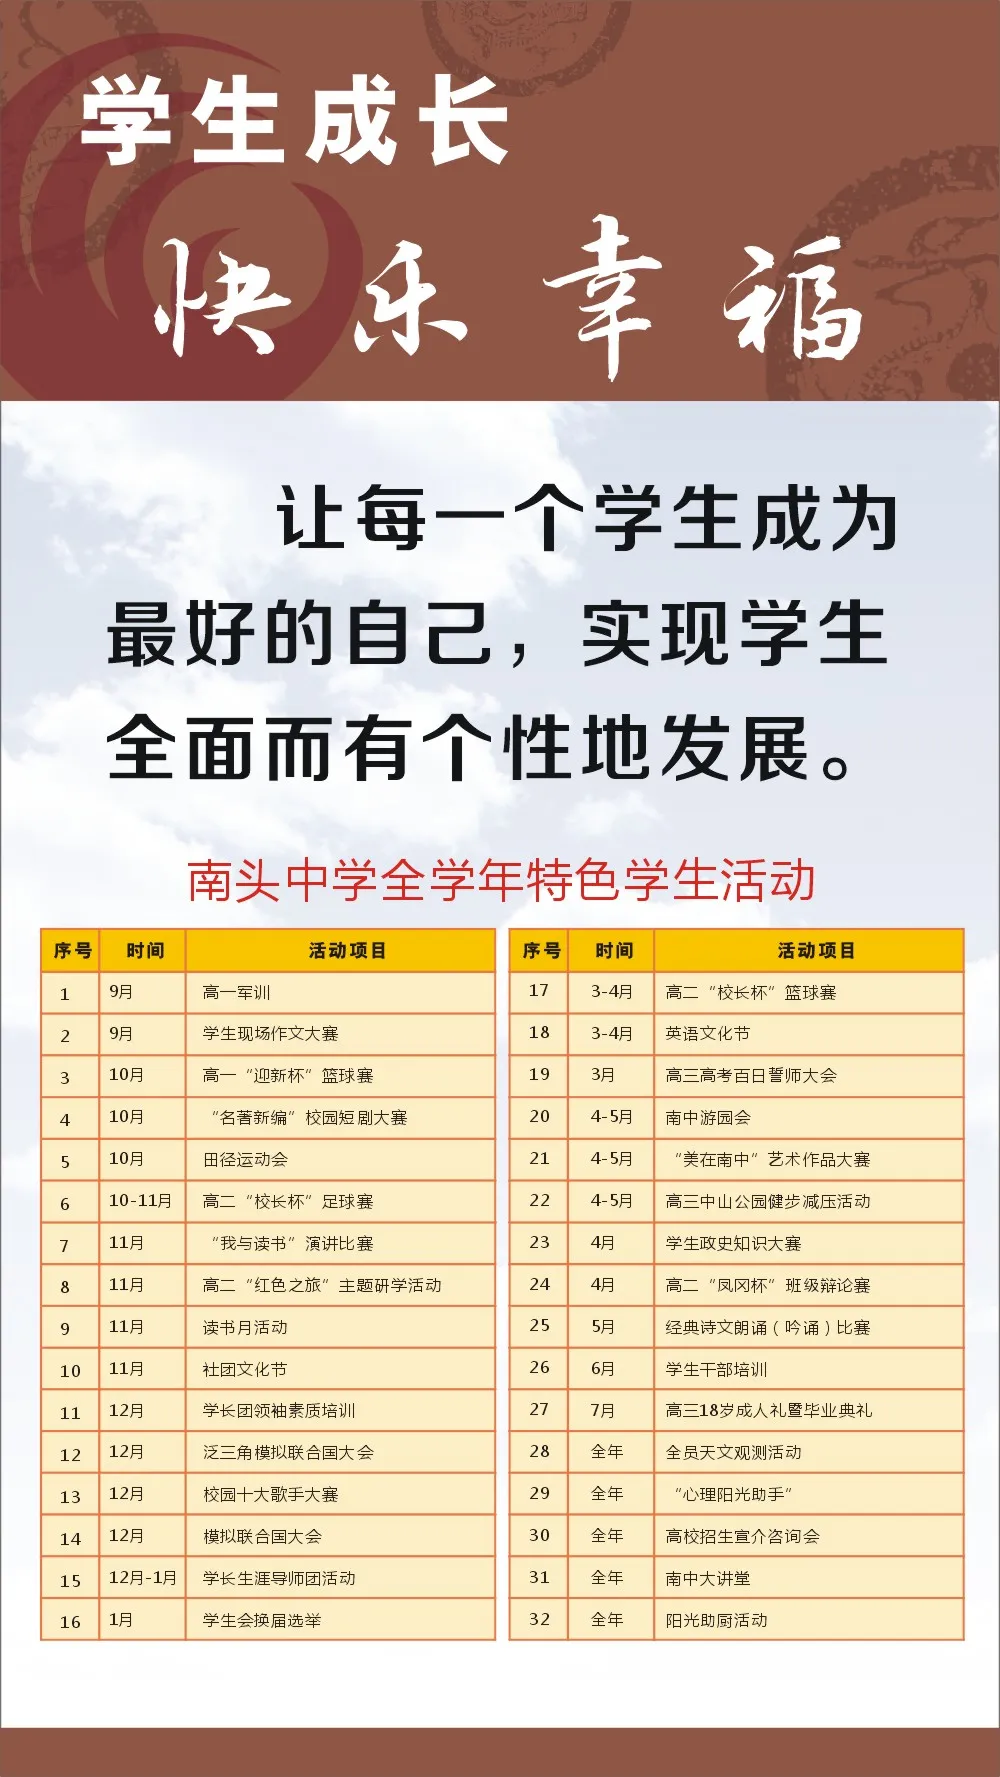 学生成长
快乐幸福
让每一个学生成为
最好的自己，实现学生
全面而有个性地发展。
南头中学全学年特色学生活动
序号 时间 活动项目
1 9月 高一军训
2 9月 学生现场作文大赛
3 10月 高一“迎新杯”篮球赛
4 10月 “名著新编”校园短剧大赛
5 10月 田径运动会
6 10-11月 高二“校长杯”足球赛
7 11月 “我与读书”演讲比赛
8 11月 高二“红色之旅”主题研学活动
9 11月 读书月活动
10 11月 社团文化节
11 12月 学长团领袖素质培训
12 12月 泛三角模拟联合国大会
13 12月 校园十大歌手大赛
14 12月 模拟联合国大会
15 12月-1月 学长生涯导师团活动
16 1月 学生会换届选举
序号 时间 活动项目
17 3-4月 高二“校长杯”篮球赛
18 3-4月 英语文化节
19 3月 高三高考百日誓师大会
20 4-5月 南中游园会
21 4-5月 “美在南中”艺术作品大赛
22 4-5月 高三中山公园健步减压活动
23 4月 学生政史知识大赛
24 4月 高二“凤冈杯”班级辩论赛
25 5月 经典诗文朗诵（吟诵）比赛
26 6月 学生干部培训
27 7月 高三18岁成人礼暨毕业典礼
28 全年 全员天文观测活动
29 全年 “心理阳光助手”
30 全年 高校招生宣介咨询会
31 全年 南中大讲堂
32 全年 阳光助厨活动